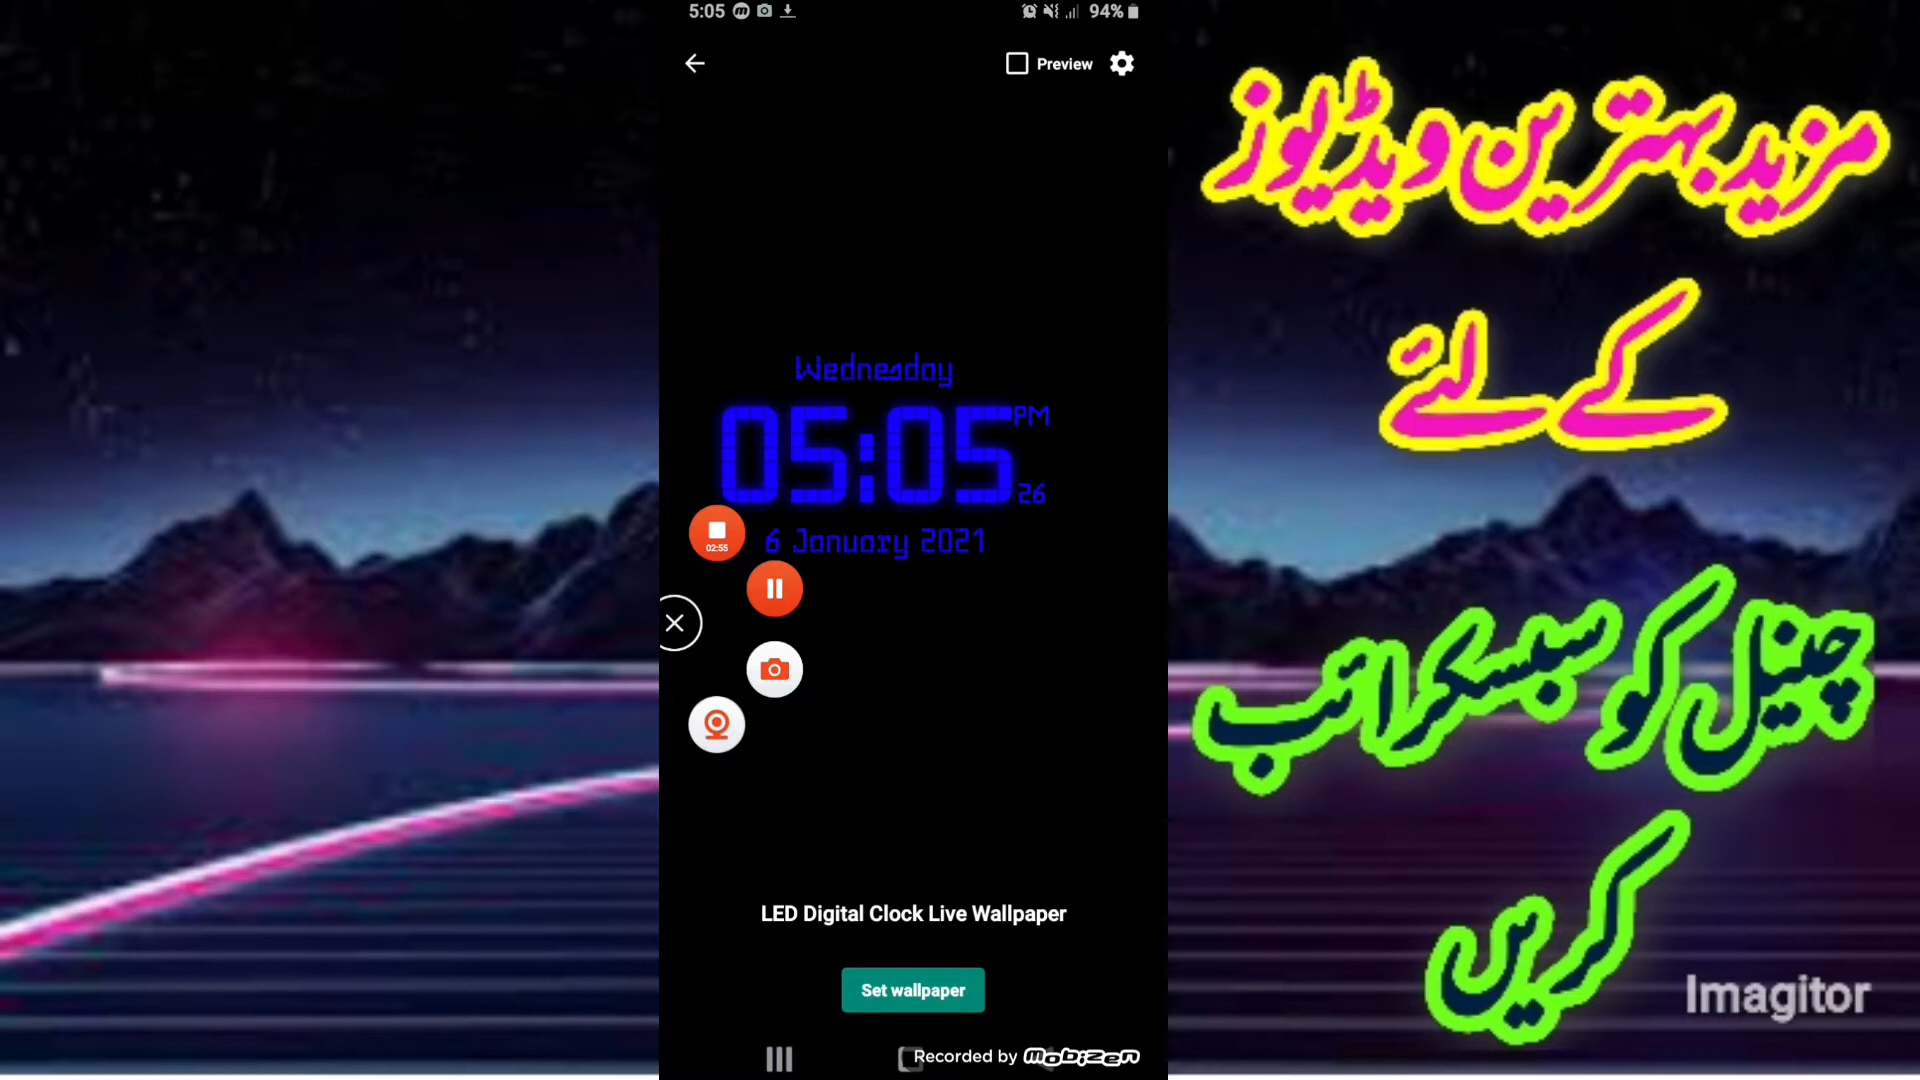 5:05
94%
Preview
Wednesday
05:05 PM
26
6 January 2021
02:55
LED Digital Clock Live Wallpaper
Set wallpaper
Recorded by Mobizen
مزید بہترین ویڈیوز
کے لئے
چنیل کو سبسکرائب
کریں
Imagitor